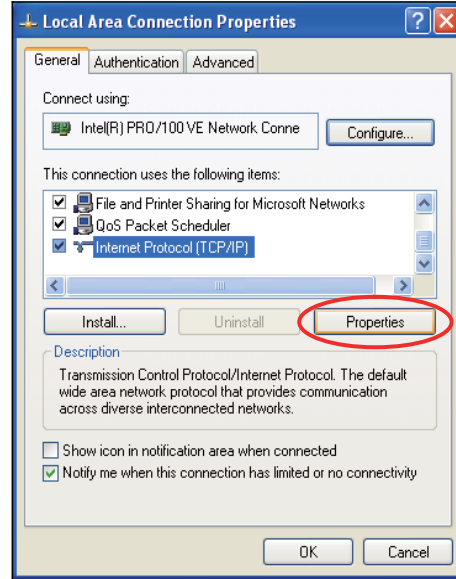 Local Area Connection Properties
General Authentication Advanced
Connect using:
Intel(R) PRO/100 VE Network Conne
Configure...
This connection uses the following items:
File and Printer Sharing for Microsoft Networks
QoS Packet Scheduler
Internet Protocol (TCP/IP)
Install... Uninstall Properties
Description
Transmission Control Protocol/Internet Protocol. The default
wide area network protocol that provides communication
across diverse interconnected networks.
Show icon in notification area when connected
Notify me when this connection has limited or no connectivity
OK Cancel